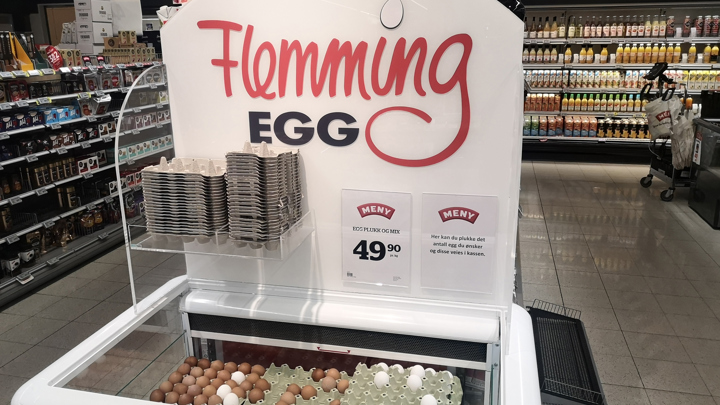 Flemming
EGG
MENY
EGG PLUKK OG MIX
49 90
MENY
Her kan du plukke det
antall egg du ønsker
og disse veies i kassen.
MENY